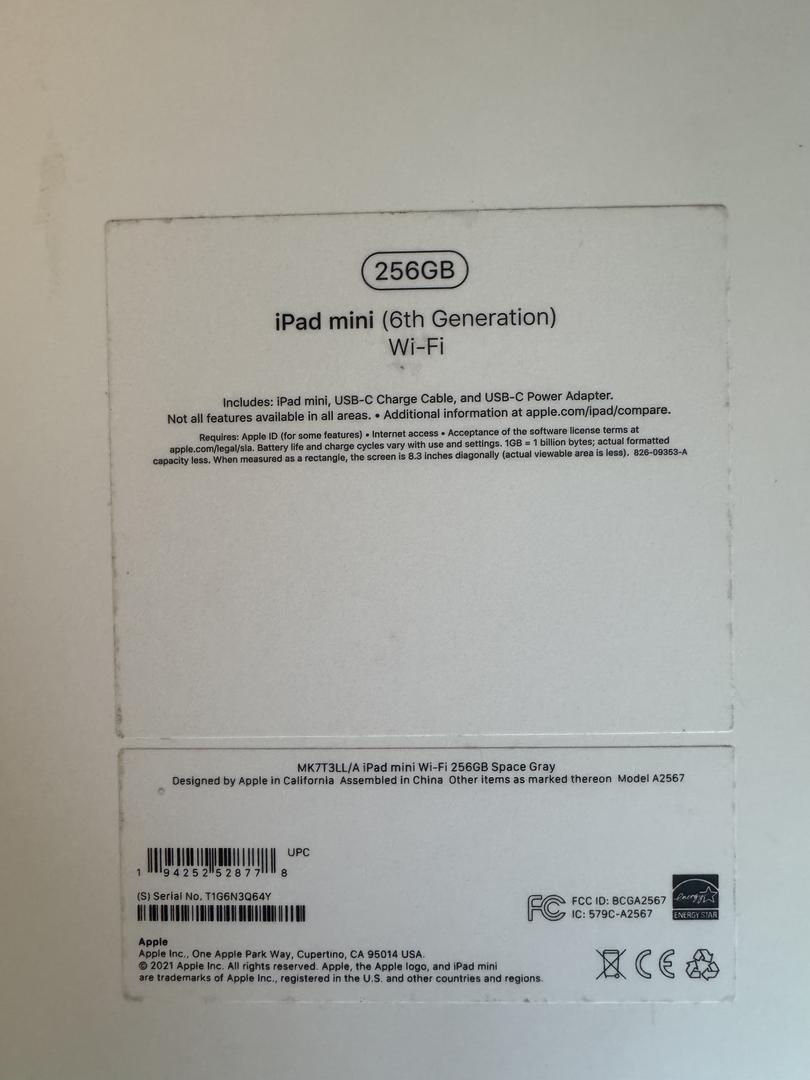 256GB
iPad mini (6th Generation)
Wi-Fi
Includes: iPad mini, USB-C Charge Cable, and USB-C Power Adapter.
Not all features available in all areas. • Additional information at apple.com/ipad/compare.
Requires: Apple ID (for some features) • Internet access • Acceptance of the software license terms at
apple.com/legal/sla. Battery life and charge cycles vary with use and settings. 1GB = 1 billion bytes; actual formatted
capacity less. When measured as a rectangle, the screen is 8.3 inches diagonally (actual viewable area is less). 826-09353-A
MK7T3LL/A iPad mini Wi-Fi 256GB Space Gray
Designed by Apple in California Assembled in China Other items as marked thereon Model A2567
UPC
1 94252 52877 8
(S) Serial No. T1G6N3Q64Y
FCC ID: BCGA2567
IC: 579C-A2567
energy
ENERGY STAR
Apple
Apple Inc., One Apple Park Way, Cupertino, CA 95014 USA.
© 2021 Apple Inc. All rights reserved. Apple, the Apple logo, and iPad mini
are trademarks of Apple Inc., registered in the U.S. and other countries and regions.